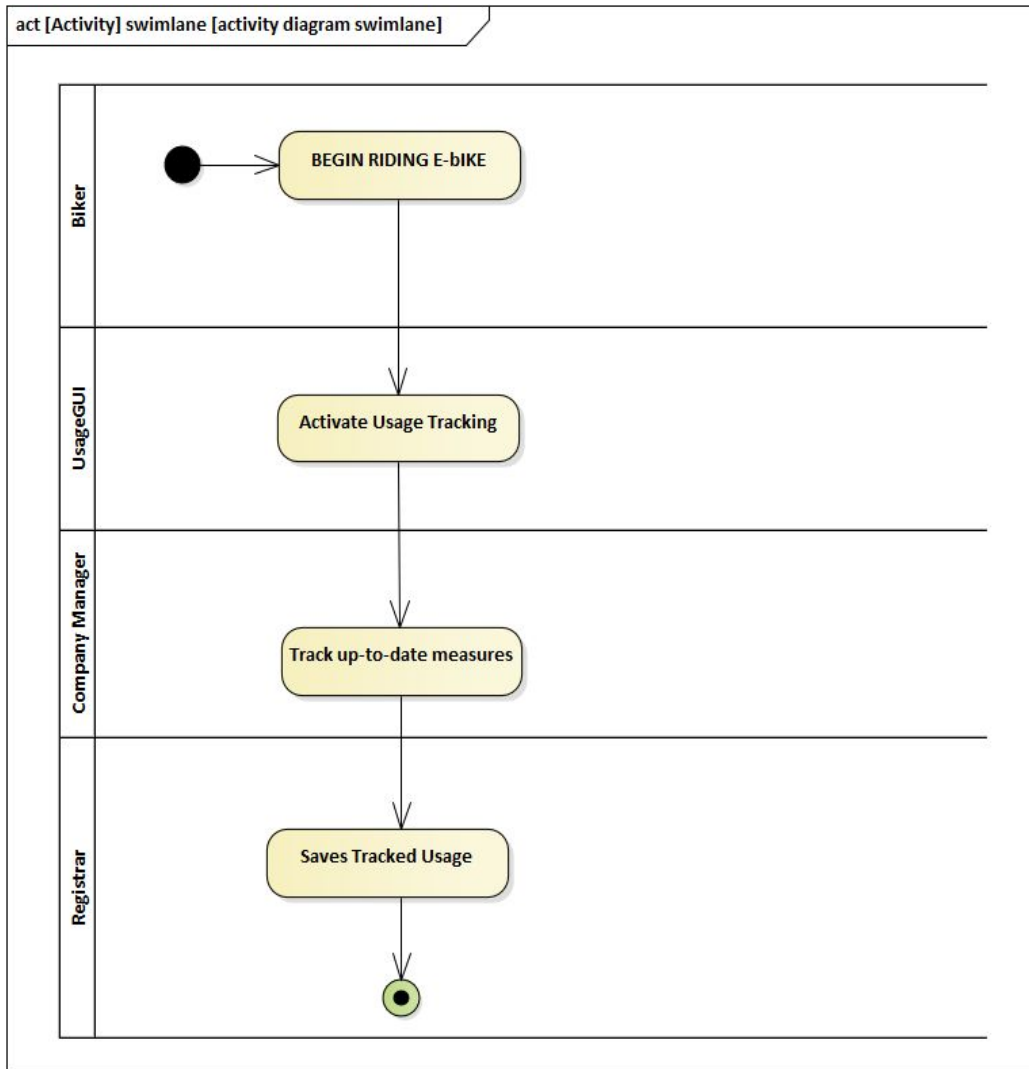 act [Activity] swimlane [activity diagram swimlane]
Biker
BEGIN RIDING E-bIKE
UsageGUI
Activate Usage Tracking
Company Manager
Track up-to-date measures
Registrar
Saves Tracked Usage